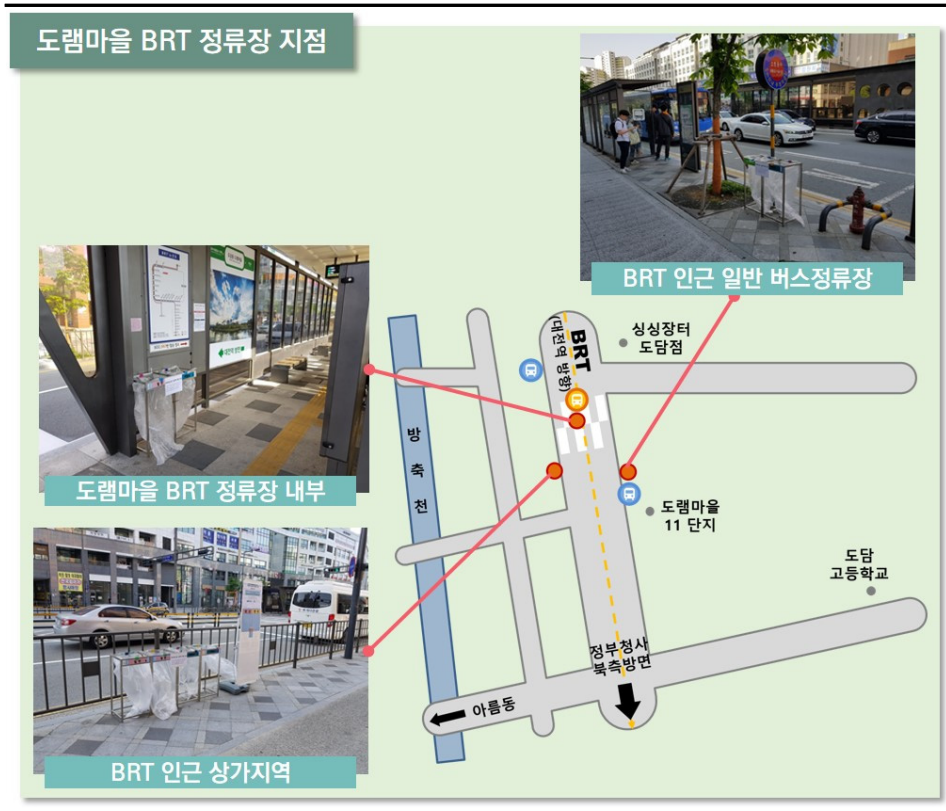 도램마을 BRT 정류장 지점
BRT 인근 일반 버스정류장
도램마을 BRT 정류장 내부
BRT 인근 상가지역
BRT
(대전역 방향)
싱싱장터
도담점
방축천
도램마을
11 단지
도담
고등학교
정부청사
북측방면
아름동